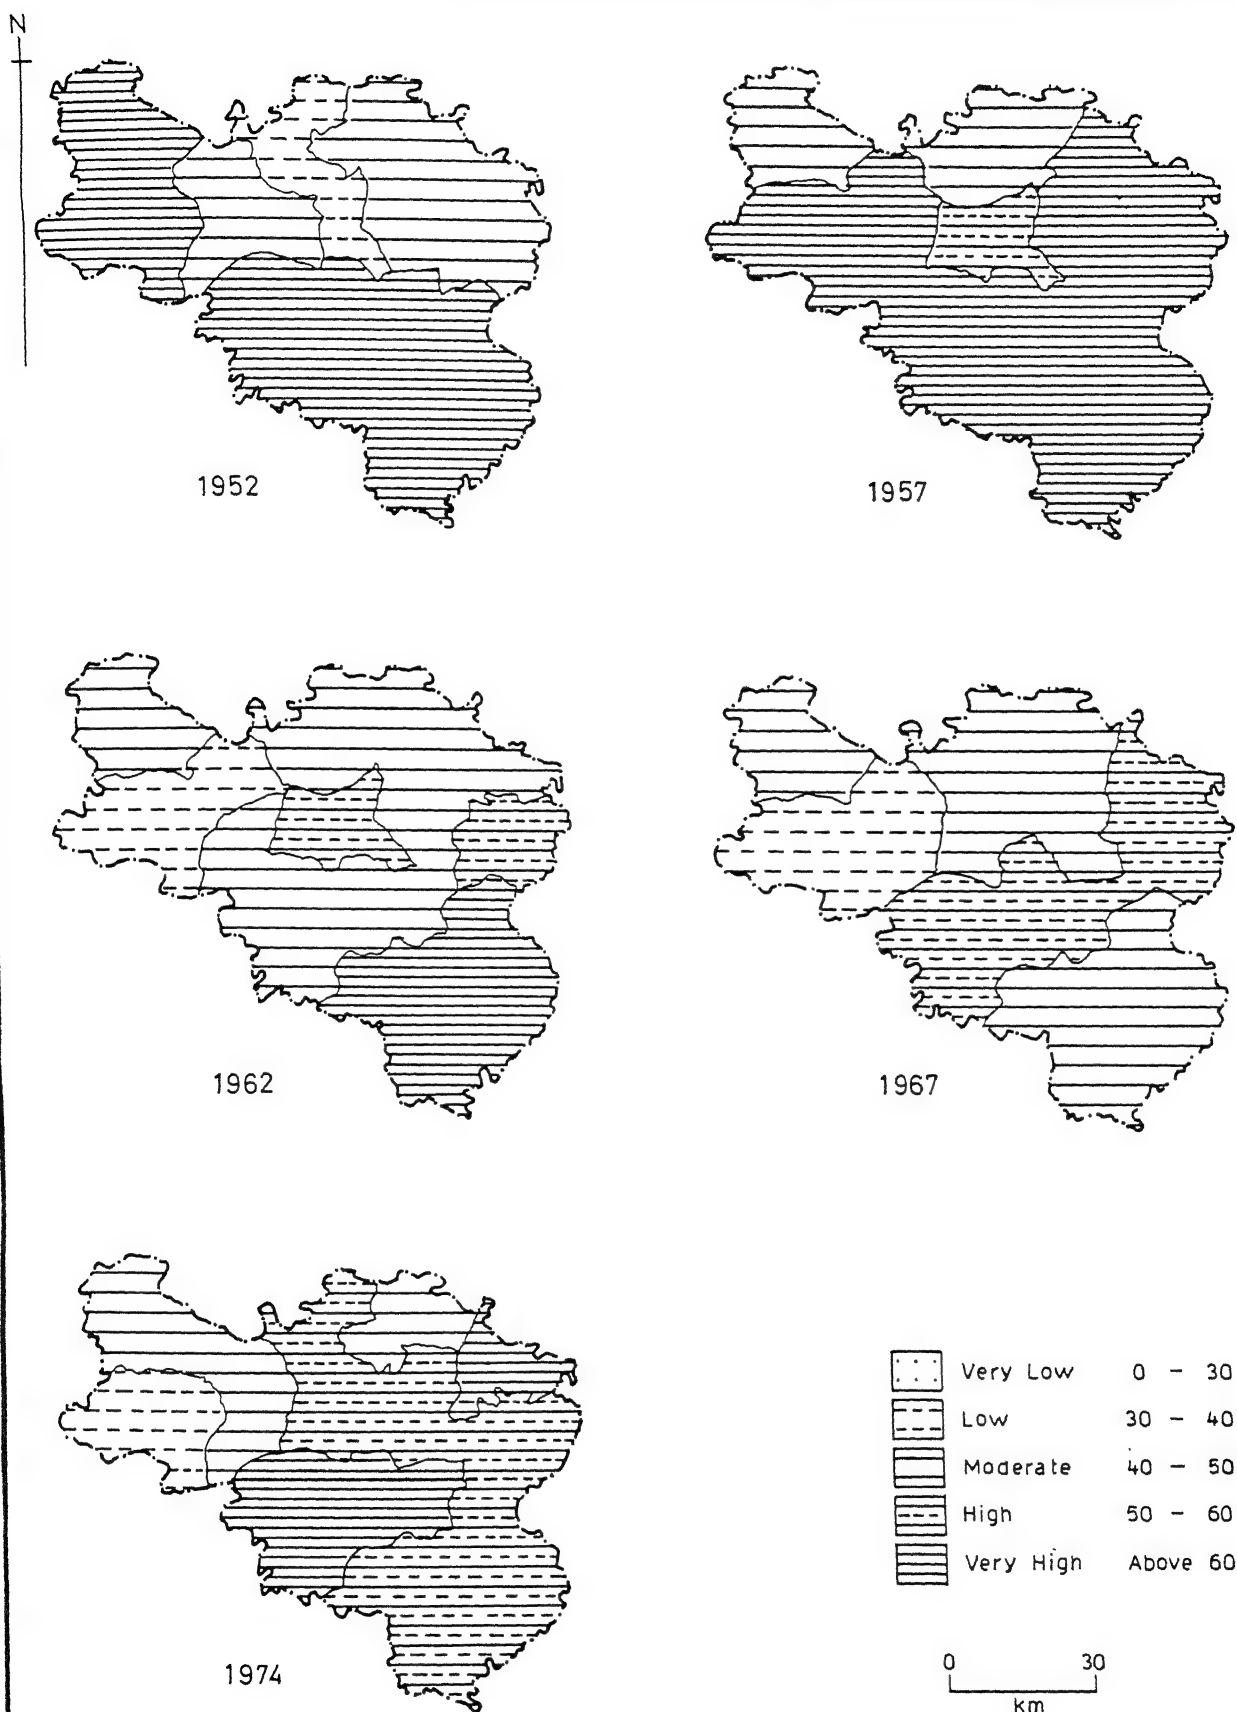 N
1952
1957
1962
1967
1974
Very Low 0 – 30
Low 30 – 40
Moderate 40 – 50
High 50 – 60
Very High Above 60
0 30
km